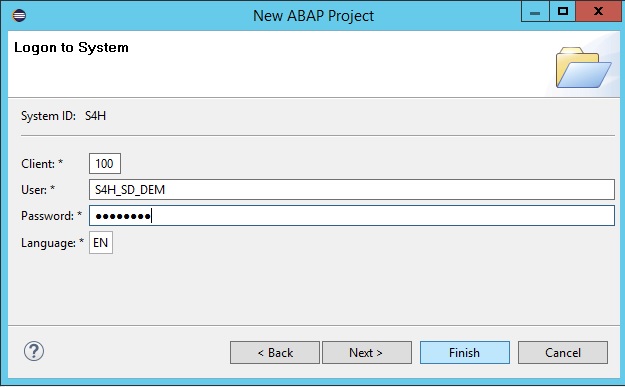 New ABAP Project
Logon to System
System ID: S4H
Client: * 100
User: * S4H_SD_DEM
Password: * ●●●●●●●●
Language: * EN
? < Back Next > Finish Cancel